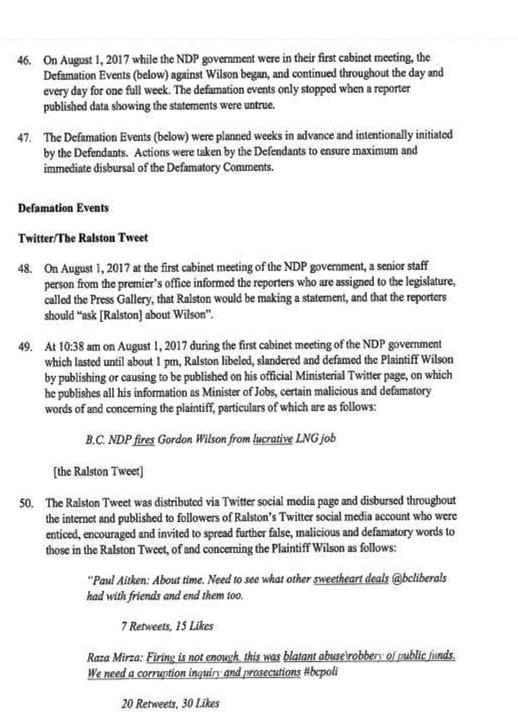 46. On August 1, 2017 while the NDP government were in their first cabinet meeting, the
Defamation Events (below) against Wilson began, and continued throughout the day and
every day for one full week. The defamation events only stopped when a reporter
published data showing the statements were untrue.
47. The Defamation Events (below) were planned weeks in advance and intentionally initiated
by the Defendants. Actions were taken by the Defendants to ensure maximum and
immediate disbursal of the Defamatory Comments.
Defamation Events
Twitter/The Ralston Tweet
48. On August 1, 2017 at the first cabinet meeting of the NDP government, a senior staff
person from the premier's office informed the reporters who are assigned to the legislature,
called the Press Gallery, that Ralston would be making a statement, and that the reporters
should "ask [Ralston] about Wilson".
49. At 10:38 am on August 1, 2017 during the first cabinet meeting of the NDP government
which lasted until about 1 pm, Ralston libeled, slandered and defamed the Plaintiff Wilson
by publishing or causing to be published on his official Ministerial Twitter page, on which
he publishes all his information as Minister of Jobs, certain malicious and defamatory
words of and concerning the plaintiff, particulars of which are as follows:
B.C. NDP fires Gordon Wilson from lucrative LNG job
[the Ralston Tweet]
50. The Ralston Tweet was distributed via Twitter social media page and disbursed throughout
the internet and published to followers of Ralston's Twitter social media account who were
enticed, encouraged and invited to spread further false, malicious and defamatory words to
those in the Ralston Tweet, of and concerning the Plaintiff Wilson as follows:
"Paul Aitken: About time. Need to see what other sweetheart deals @bcliberals
had with friends and end them too.
7 Retweets, 15 Likes
Raza Mirza: Firing is not enough, this was blatant abuse\robbery of public funds.
We need a corruption inquiry and prosecutions #bcpoli
20 Retweets, 30 Likes